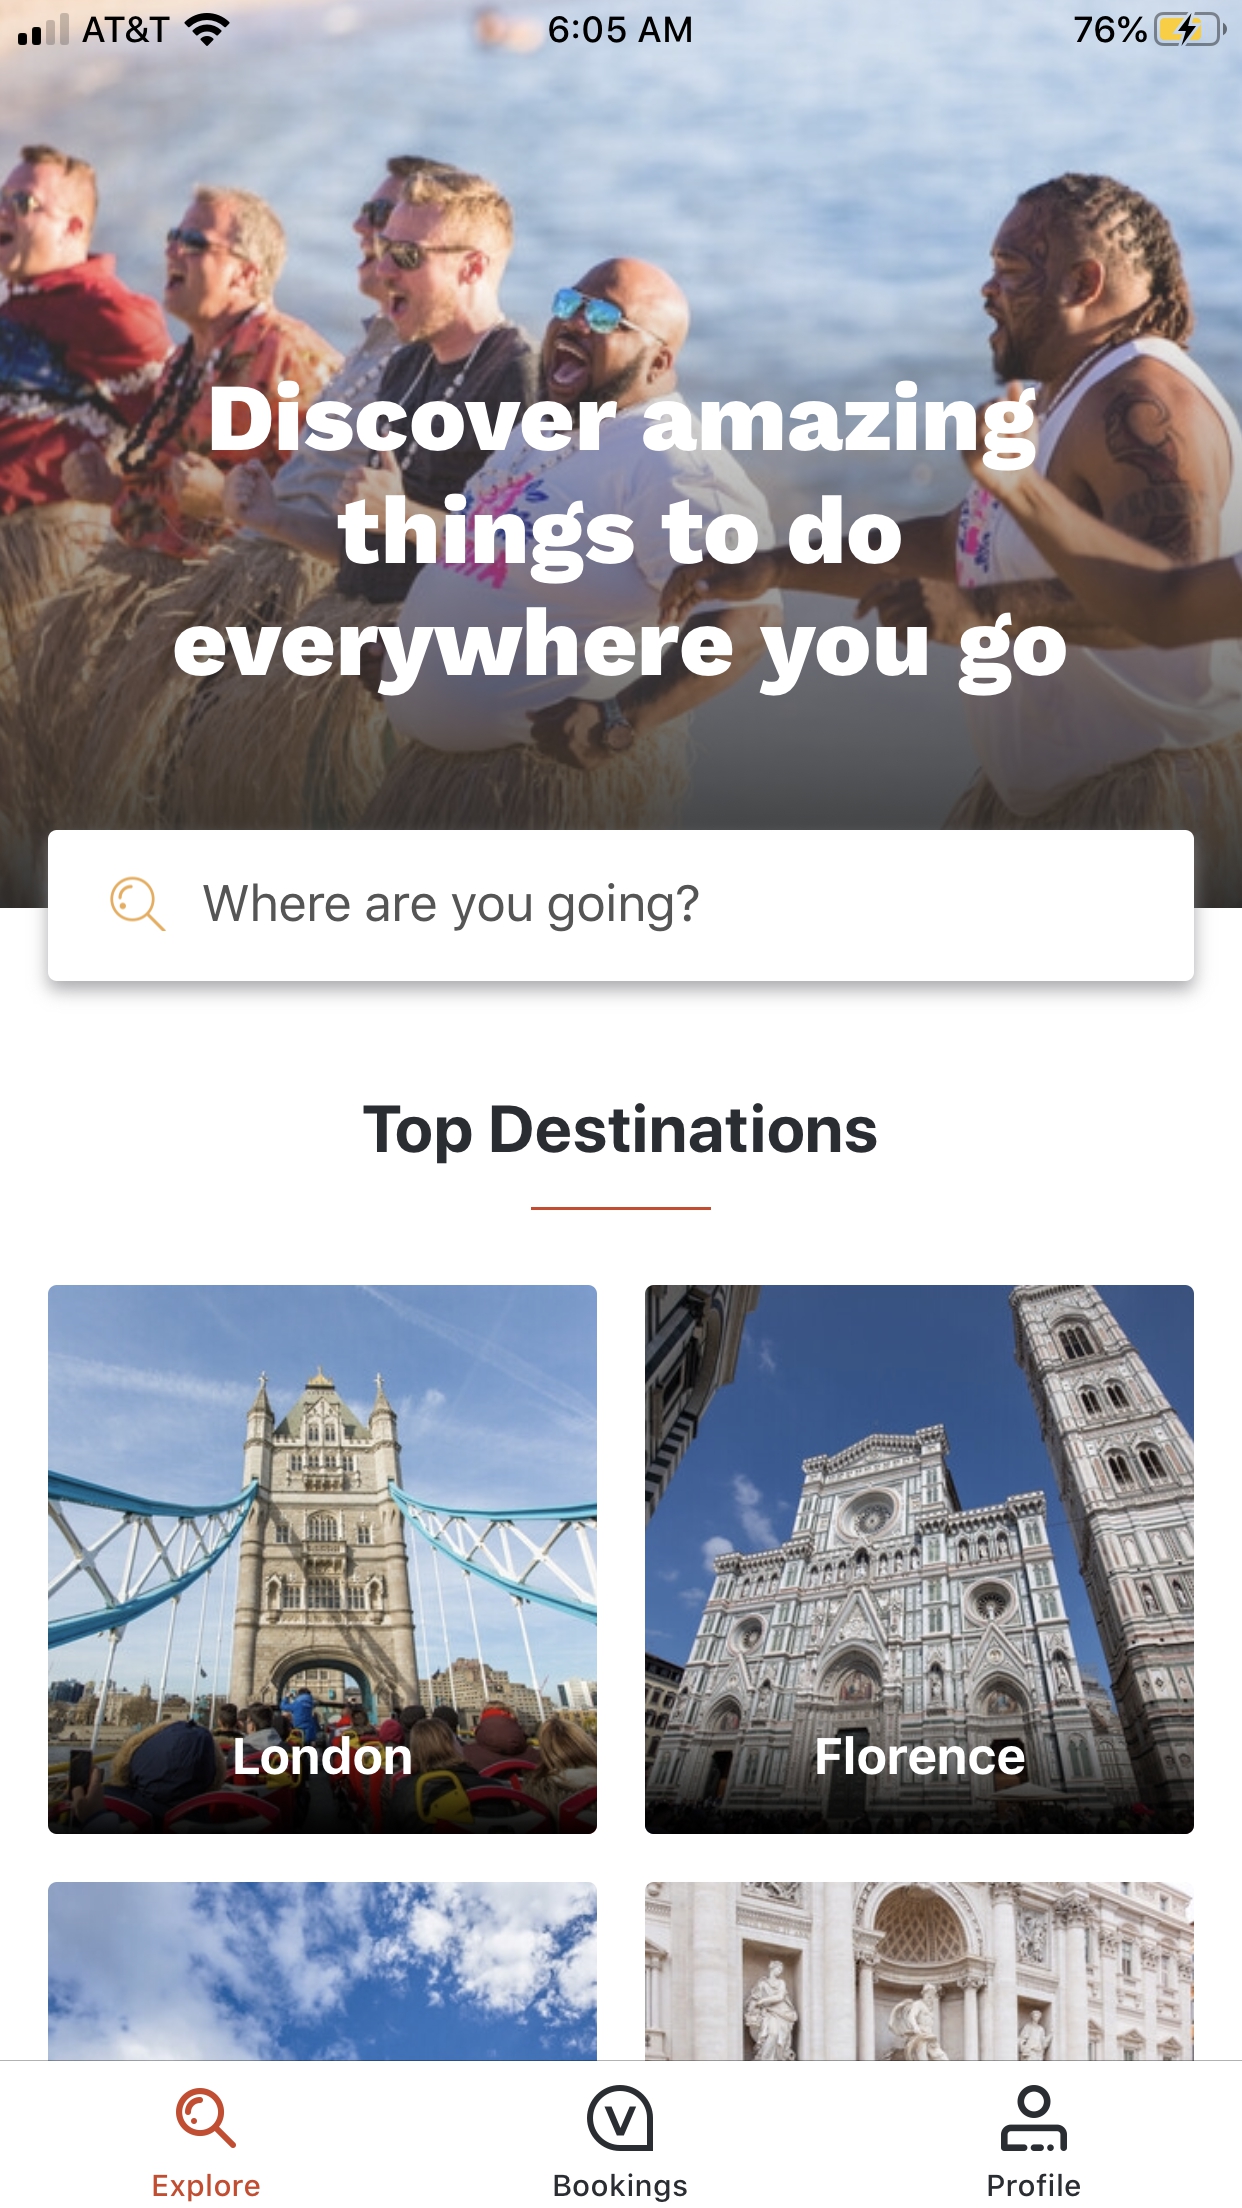 AT&T 6:05 AM 76%
Discover amazing
things to do
everywhere you go
Where are you going?
Top Destinations
London Florence
V
Explore Bookings Profile